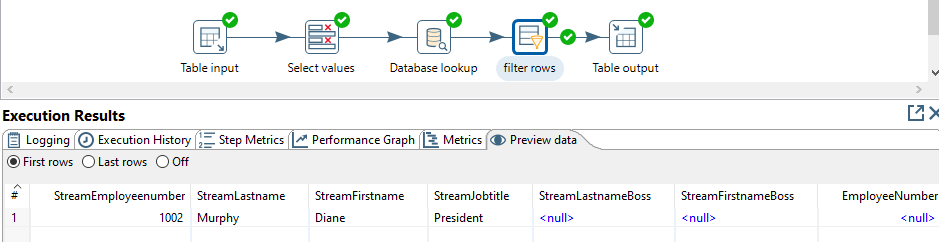 Table input Select values Database lookup filter rows Table output
Execution Results
Logging Execution History Step Metrics Performance Graph Metrics Preview data
First rows Last rows Off
# StreamEmployeenumber StreamLastname StreamFirstname StreamJobtitle StreamLastnameBoss StreamFirstnameBoss EmployeeNumber
1 1002 Murphy Diane President <null> <null> <null>